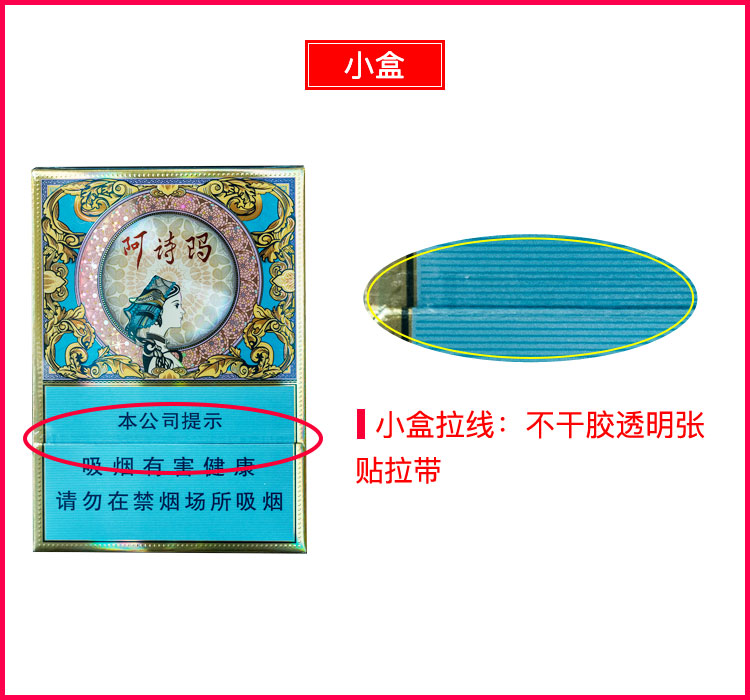 小盒
阿诗玛
本公司提示
吸烟有害健康
请勿在禁烟场所吸烟
小盒拉线：不干胶透明张
贴拉带